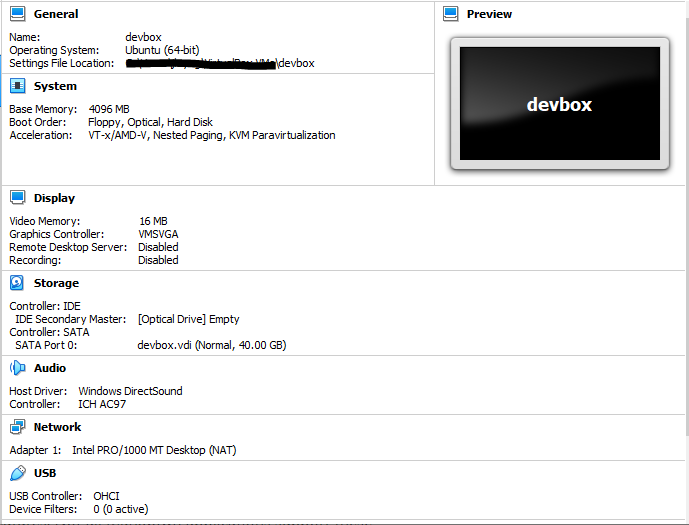 General
Name: devbox
Operating System: Ubuntu (64-bit)
Settings File Location: \devbox
Preview
devbox
System
Base Memory: 4096 MB
Boot Order: Floppy, Optical, Hard Disk
Acceleration: VT-x/AMD-V, Nested Paging, KVM Paravirtualization
Display
Video Memory: 16 MB
Graphics Controller: VMSVGA
Remote Desktop Server: Disabled
Recording: Disabled
Storage
Controller: IDE
IDE Secondary Master: [Optical Drive] Empty
Controller: SATA
SATA Port 0: devbox.vdi (Normal, 40.00 GB)
Audio
Host Driver: Windows DirectSound
Controller: ICH AC97
Network
Adapter 1: Intel PRO/1000 MT Desktop (NAT)
USB
USB Controller: OHCI
Device Filters: 0 (0 active)